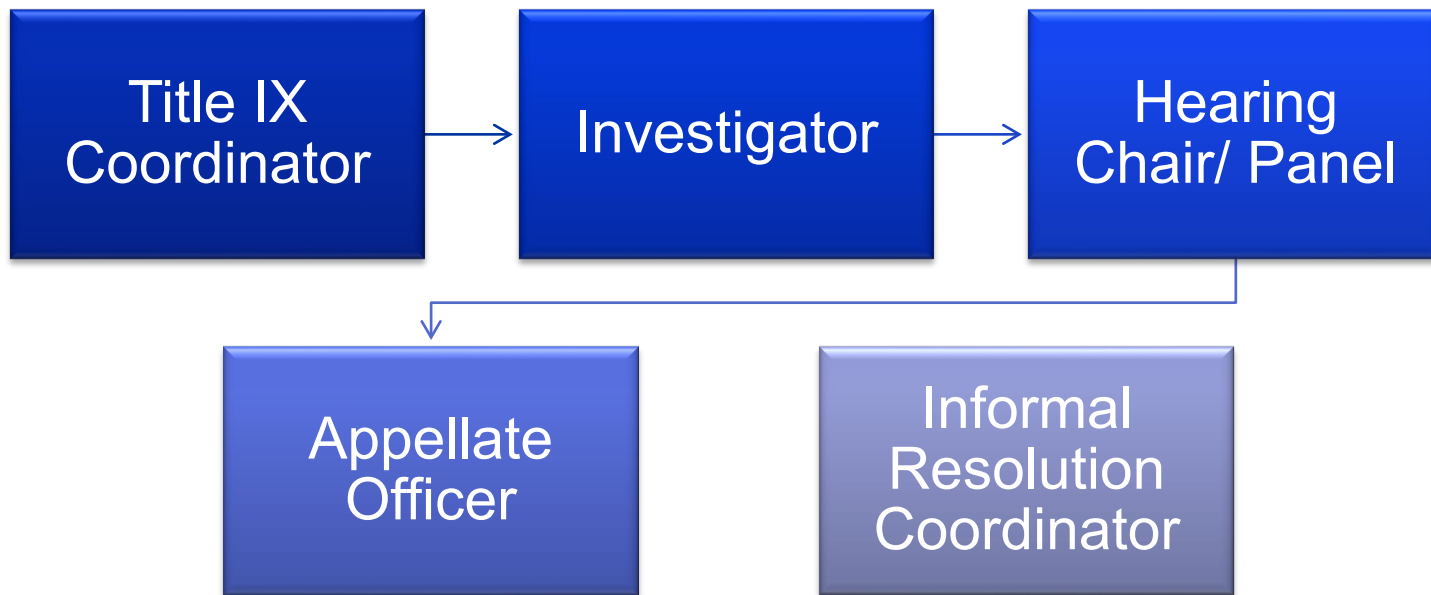 Title IX
Coordinator
Investigator
Hearing
Chair/ Panel
Appellate
Officer
Informal
Resolution
Coordinator